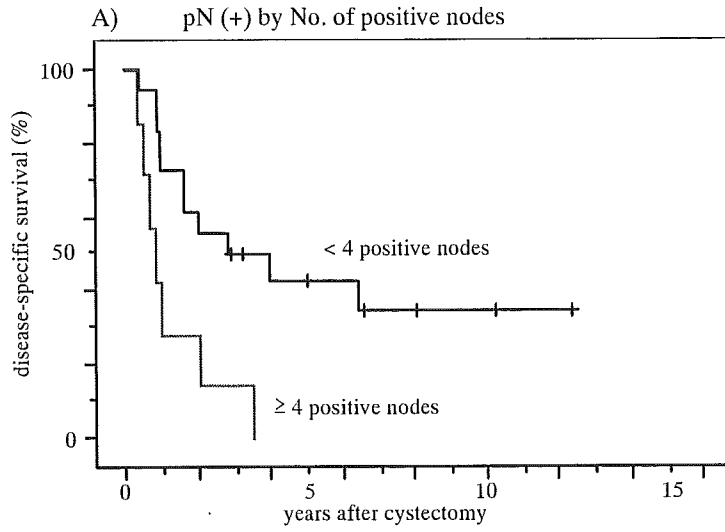 A) pN (+) by No. of positive nodes
100
50
0
disease-specific survival (%)
< 4 positive nodes
≥ 4 positive nodes
0 5 10 15
years after cystectomy